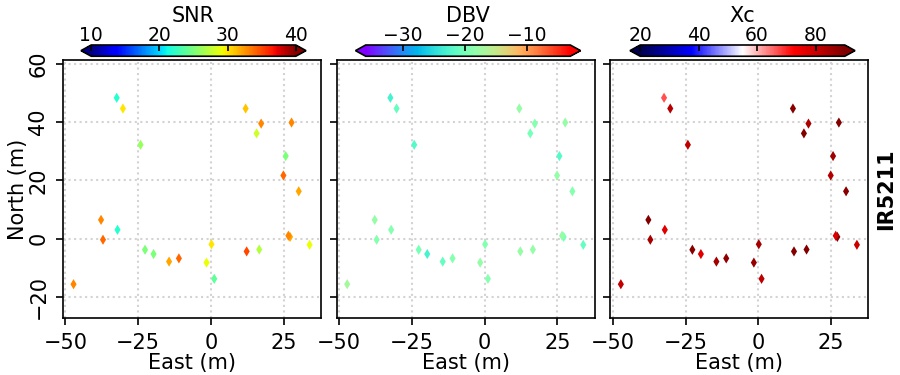 SNR DBV Xc
10 20 30 40 −30 −20 −10 20 40 60 80
60
40
20
0
−20
North (m)
IR5211
−50 −25 0 25 −50 −25 0 25 −50 −25 0 25
East (m) East (m) East (m)